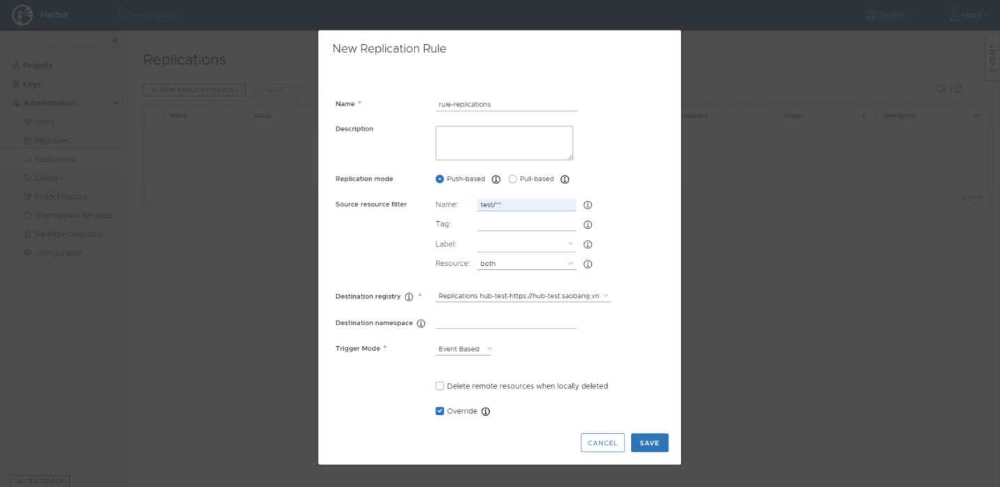 Harbor
Search Harbor...
English
sonnt
New Replication Rule
EVENT
Replications
Projects
Logs
Administration
Users
Registries
Replications
Labels
Project Quotas
Interrogation Services
Garbage Collection
Configuration
API EXPLORER
+ NEW REPLICATION RULE
EDIT
Name
Status
Trigger
Description
0 items
Name *
rule-replications
Description
Replication mode
Push-based
Pull-based
Source resource filter
Name:
test/**
Tag:
Label:
Resource:
both
Destination registry *
Replications hub-test-https://hub-test.saobang.vn
Destination namespace
Trigger Mode *
Event Based
Delete remote resources when locally deleted
Override
CANCEL
SAVE